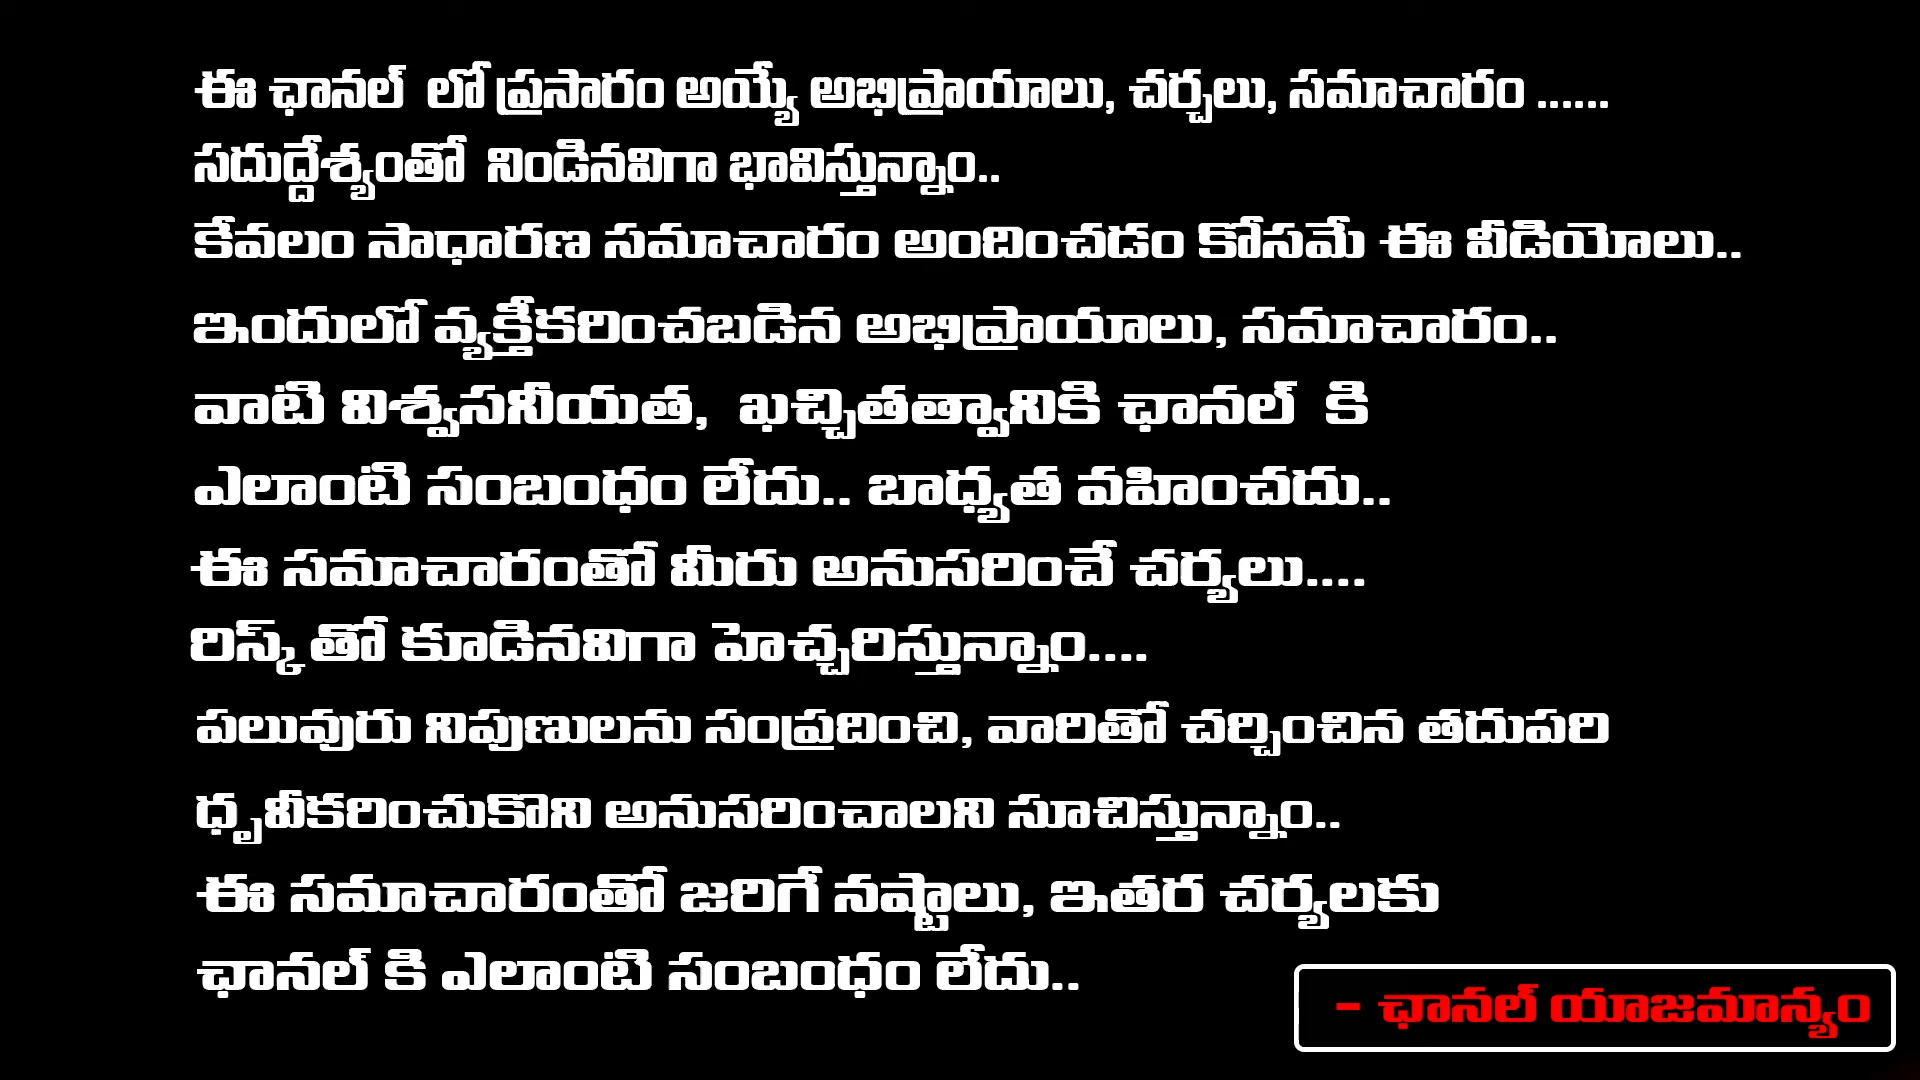 ఈ ఛానల్ లో ప్రసారం అయ్యే అభిప్రాయాలు, చర్చలు, సమాచారం ......
సదుద్దేశ్యంతో నిండినవిగా భావిస్తున్నాం..
కేవలం సాధారణ సమాచారం అందించడం కోసమే ఈ వీడియోలు..
ఇందులో వ్యక్తీకరించబడిన అభిప్రాయాలు, సమాచారం..
వాటి విశ్వసనీయత, ఖచ్చితత్వానికి ఛానల్ కి
ఎలాంటి సంబంధం లేదు.. బాధ్యత వహించదు..
ఈ సమాచారంతో మీరు అనుసరించే చర్యలు....
రిస్క్ తో కూడినవిగా హెచ్చరిస్తున్నాం....
పలువురు నిపుణులను సంప్రదించి, వారితో చర్చించిన తదుపరి
ధృవీకరించుకొని అనుసరించాలని సూచిస్తున్నాం..
ఈ సమాచారంతో జరిగే నష్టాలు, ఇతర చర్యలకు
ఛానల్ కి ఎలాంటి సంబంధం లేదు..
- ఛానల్ యాజమాన్యం